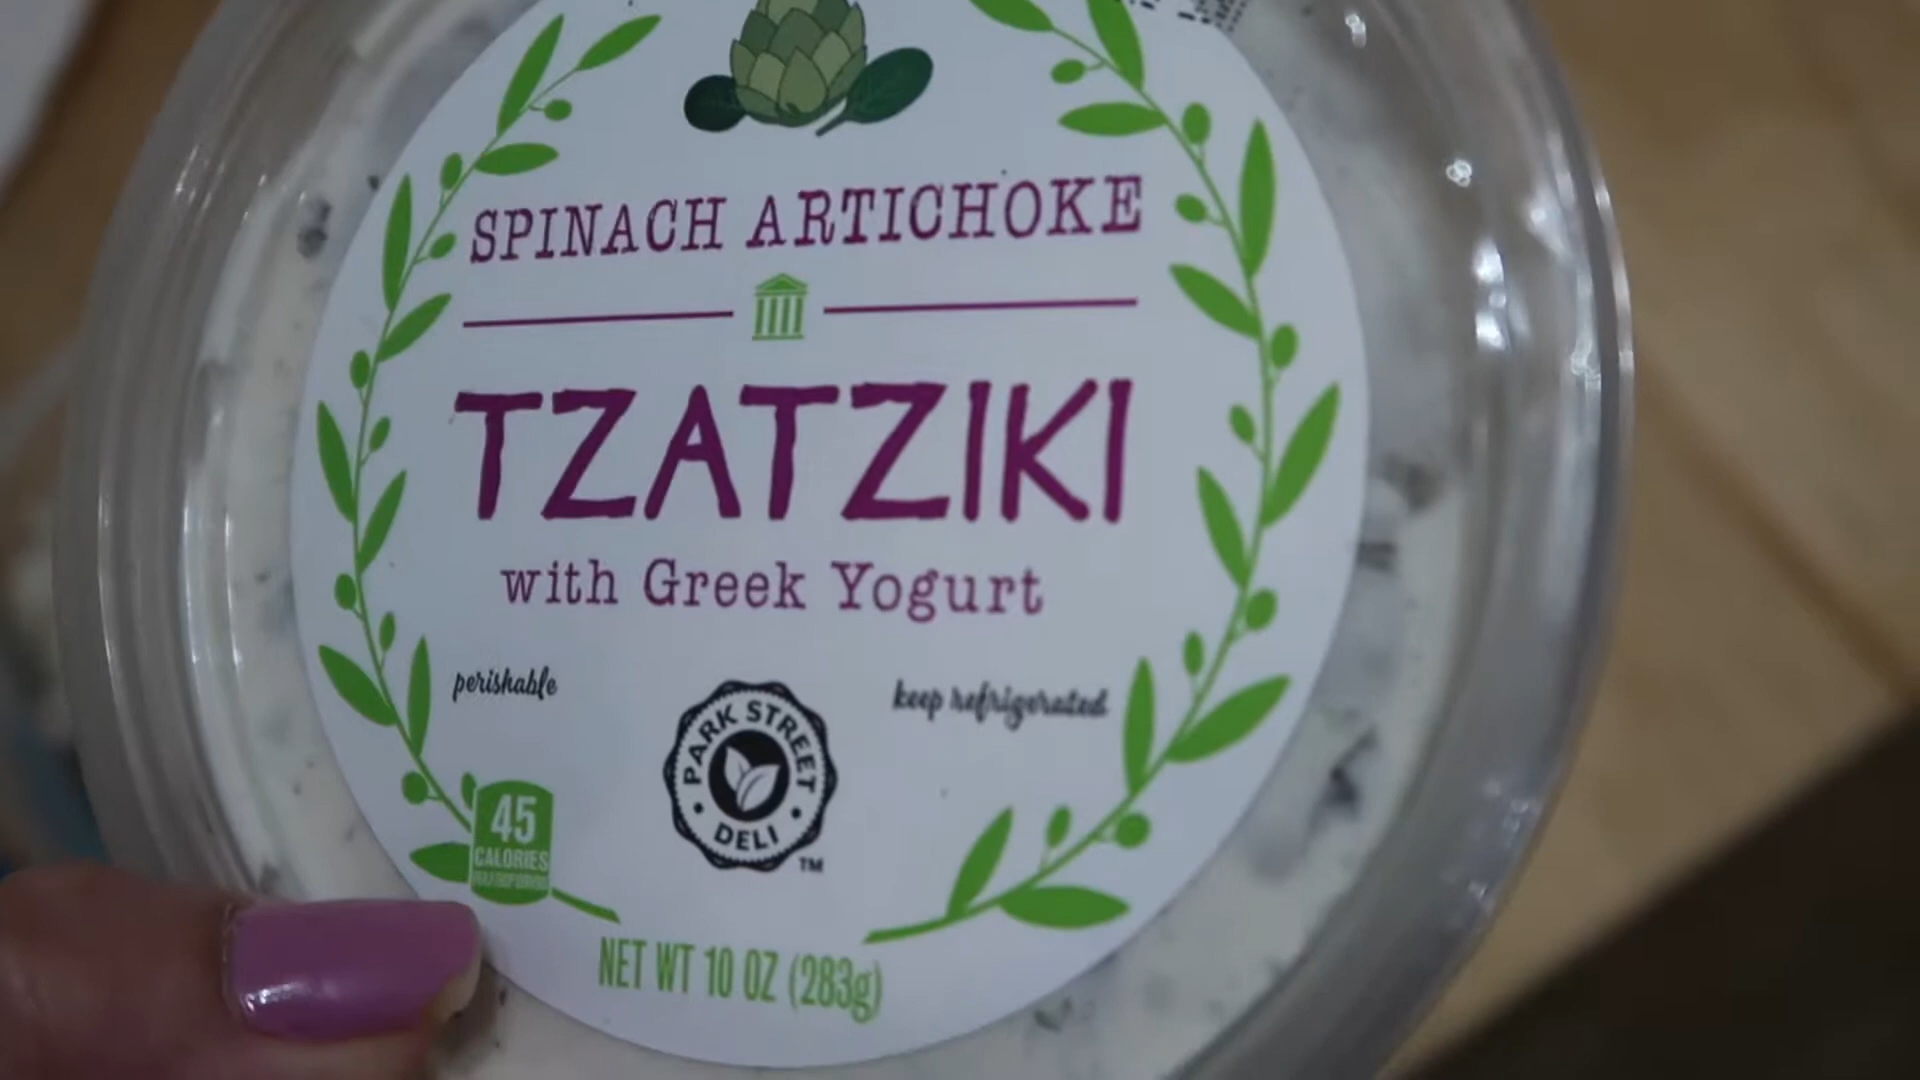 SPINACH ARTICHOKE
TZATZIKI
with Greek Yogurt
perishable
keep refrigerated
PARK STREET
DELI
TM
45
CALORIES
NET WT 10 OZ (283g)